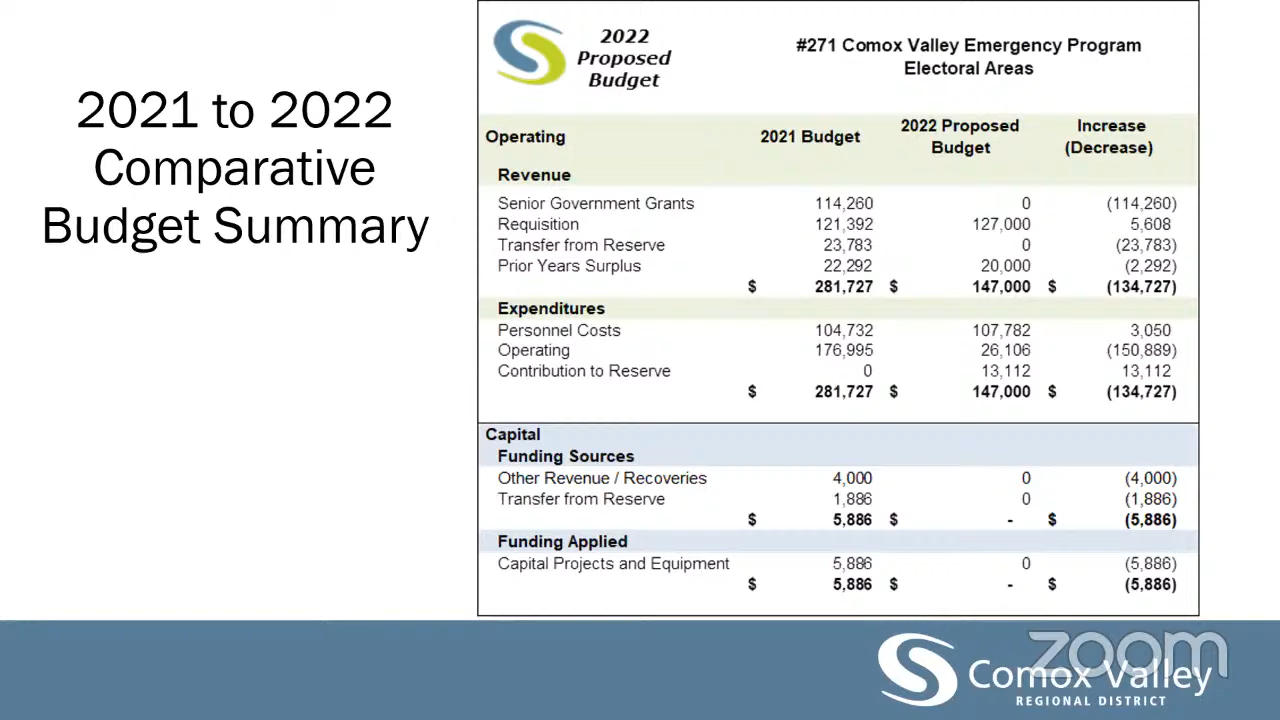 2021 to 2022
Comparative
Budget Summary
2022
Proposed
Budget
#271 Comox Valley Emergency Program
Electoral Areas
Operating 2021 Budget 2022 Proposed Budget Increase (Decrease)
Revenue
Senior Government Grants 114,260 0 (114,260)
Requisition 121,392 127,000 5,608
Transfer from Reserve 23,783 0 (23,783)
Prior Years Surplus 22,292 20,000 (2,292)
$ 281,727 $ 147,000 $ (134,727)
Expenditures
Personnel Costs 104,732 107,782 3,050
Operating 176,995 26,106 (150,889)
Contribution to Reserve 0 13,112 13,112
$ 281,727 $ 147,000 $ (134,727)
Capital
Funding Sources
Other Revenue / Recoveries 4,000 0 (4,000)
Transfer from Reserve 1,886 0 (1,886)
$ 5,886 $ - $ (5,886)
Funding Applied
Capital Projects and Equipment 5,886 0 (5,886)
$ 5,886 $ - $ (5,886)
zoom
Comox Valley
REGIONAL DISTRICT